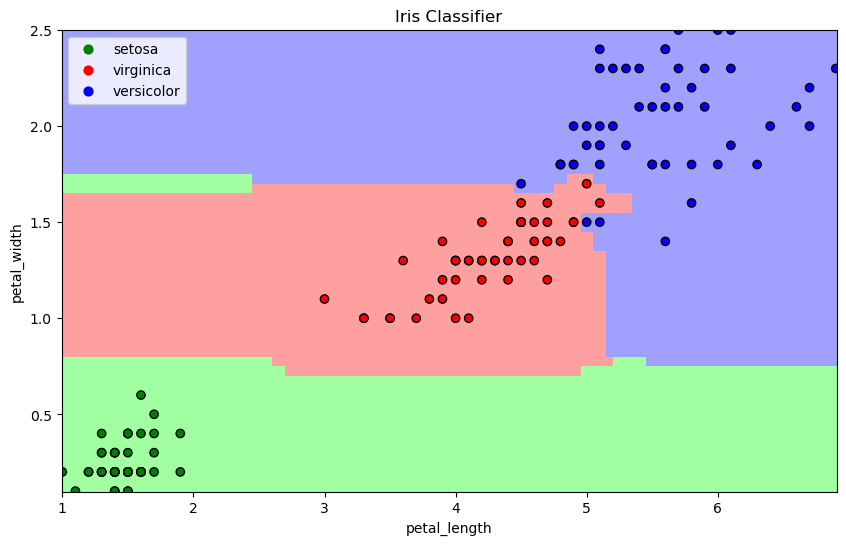 Iris Classifier
setosa
virginica
versicolor
petal_width
2.5
2.0
1.5
1.0
0.5
1
2
3
4
5
6
petal_length